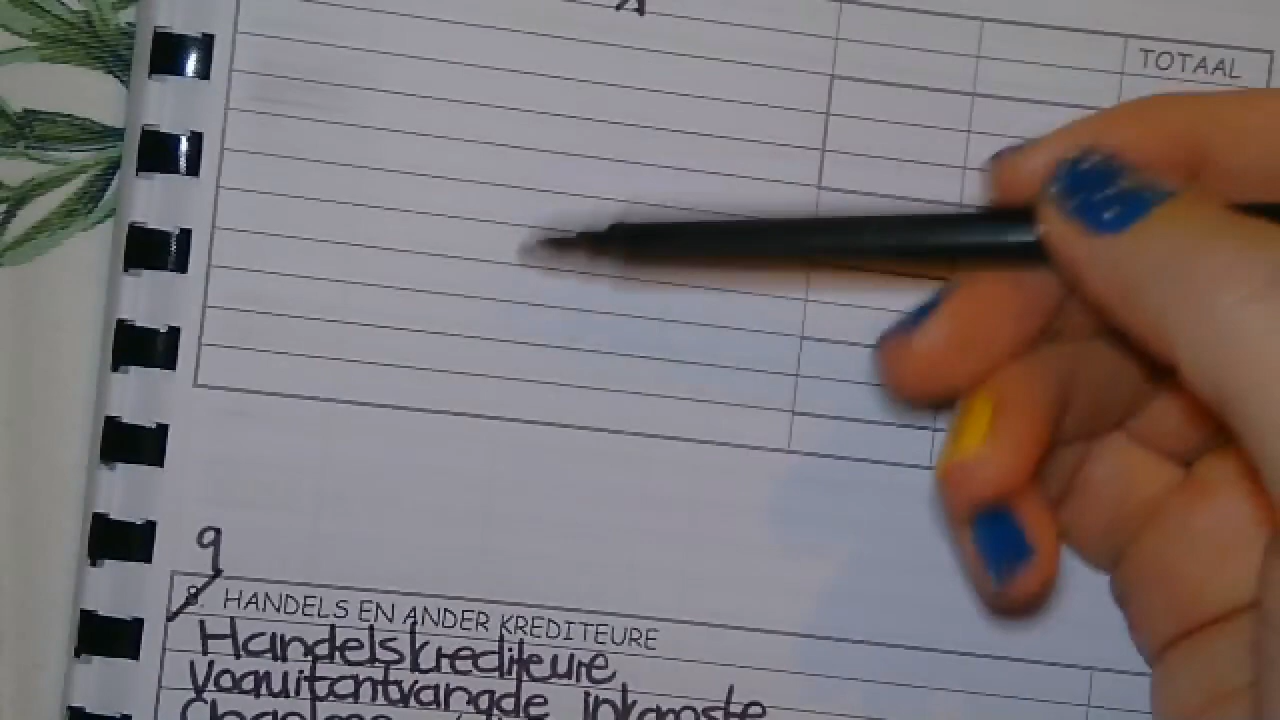 TOTAAL
9
8. HANDELS EN ANDER KREDITEURE
Handelskrediteure
Vooruitontvangde inkomste